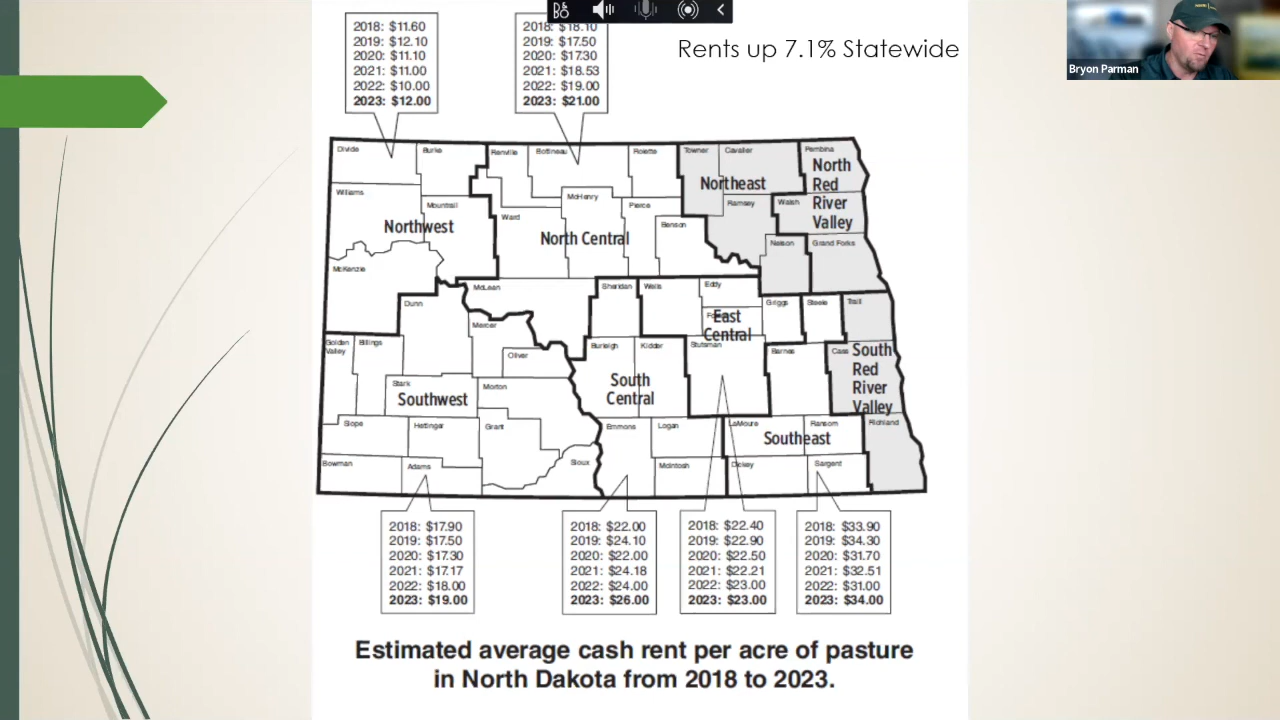 2018: $11.60
2019: $12.10
2020: $11.10
2021: $11.00
2022: $10.00
2023: $12.00
2018: $18.10
2019: $17.50
2020: $17.30
2021: $18.53
2022: $19.00
2023: $21.00
Rents up 7.1% Statewide
Bryon Parman
Divide
Burke
Renville
Bottineau
Rolette
Towner
Cavalier
Pembina
North
Red
River
Valley
Northeast
Williams
Mountrail
Northwest
McHenry
Pierce
Ramsey
Walsh
Ward
Benson
North Central
Nelson
Grand Forks
McKenzie
McLean
Sheridan
Wells
Eddy
Dunn
Griggs
Steele
Traill
East
Central
Mercer
Golden
Valley
Billings
Oliver
Burleigh
Kidder
Stutsman
Barnes
Cass
South
Red
River
Valley
Stark
Southwest
Morton
South
Central
Slope
Hettinger
Grant
Emmons
Logan
LaMoure
Ransom
Richland
Southeast
Bowman
Adams
Sioux
McIntosh
Dickey
Sargent
2018: $17.90
2019: $17.50
2020: $17.30
2021: $17.17
2022: $18.00
2023: $19.00
2018: $22.00
2019: $24.10
2020: $22.00
2021: $24.18
2022: $24.00
2023: $26.00
2018: $22.40
2019: $22.90
2020: $22.50
2021: $22.21
2022: $23.00
2023: $23.00
2018: $33.90
2019: $34.30
2020: $31.70
2021: $32.51
2022: $31.00
2023: $34.00
Estimated average cash rent per acre of pasture
in North Dakota from 2018 to 2023.